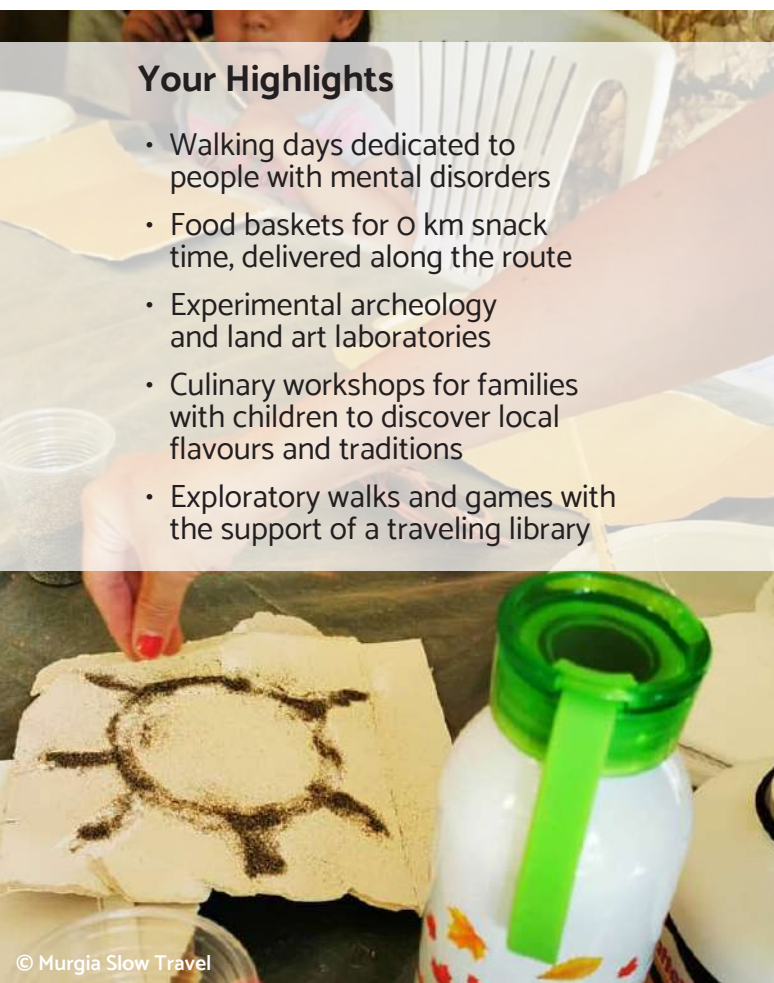 Your Highlights
• Walking days dedicated to
people with mental disorders
• Food baskets for 0 km snack
time, delivered along the route
• Experimental archeology
and land art laboratories
• Culinary workshops for families
with children to discover local
flavours and traditions
• Exploratory walks and games with
the support of a traveling library
© Murgia Slow Travel